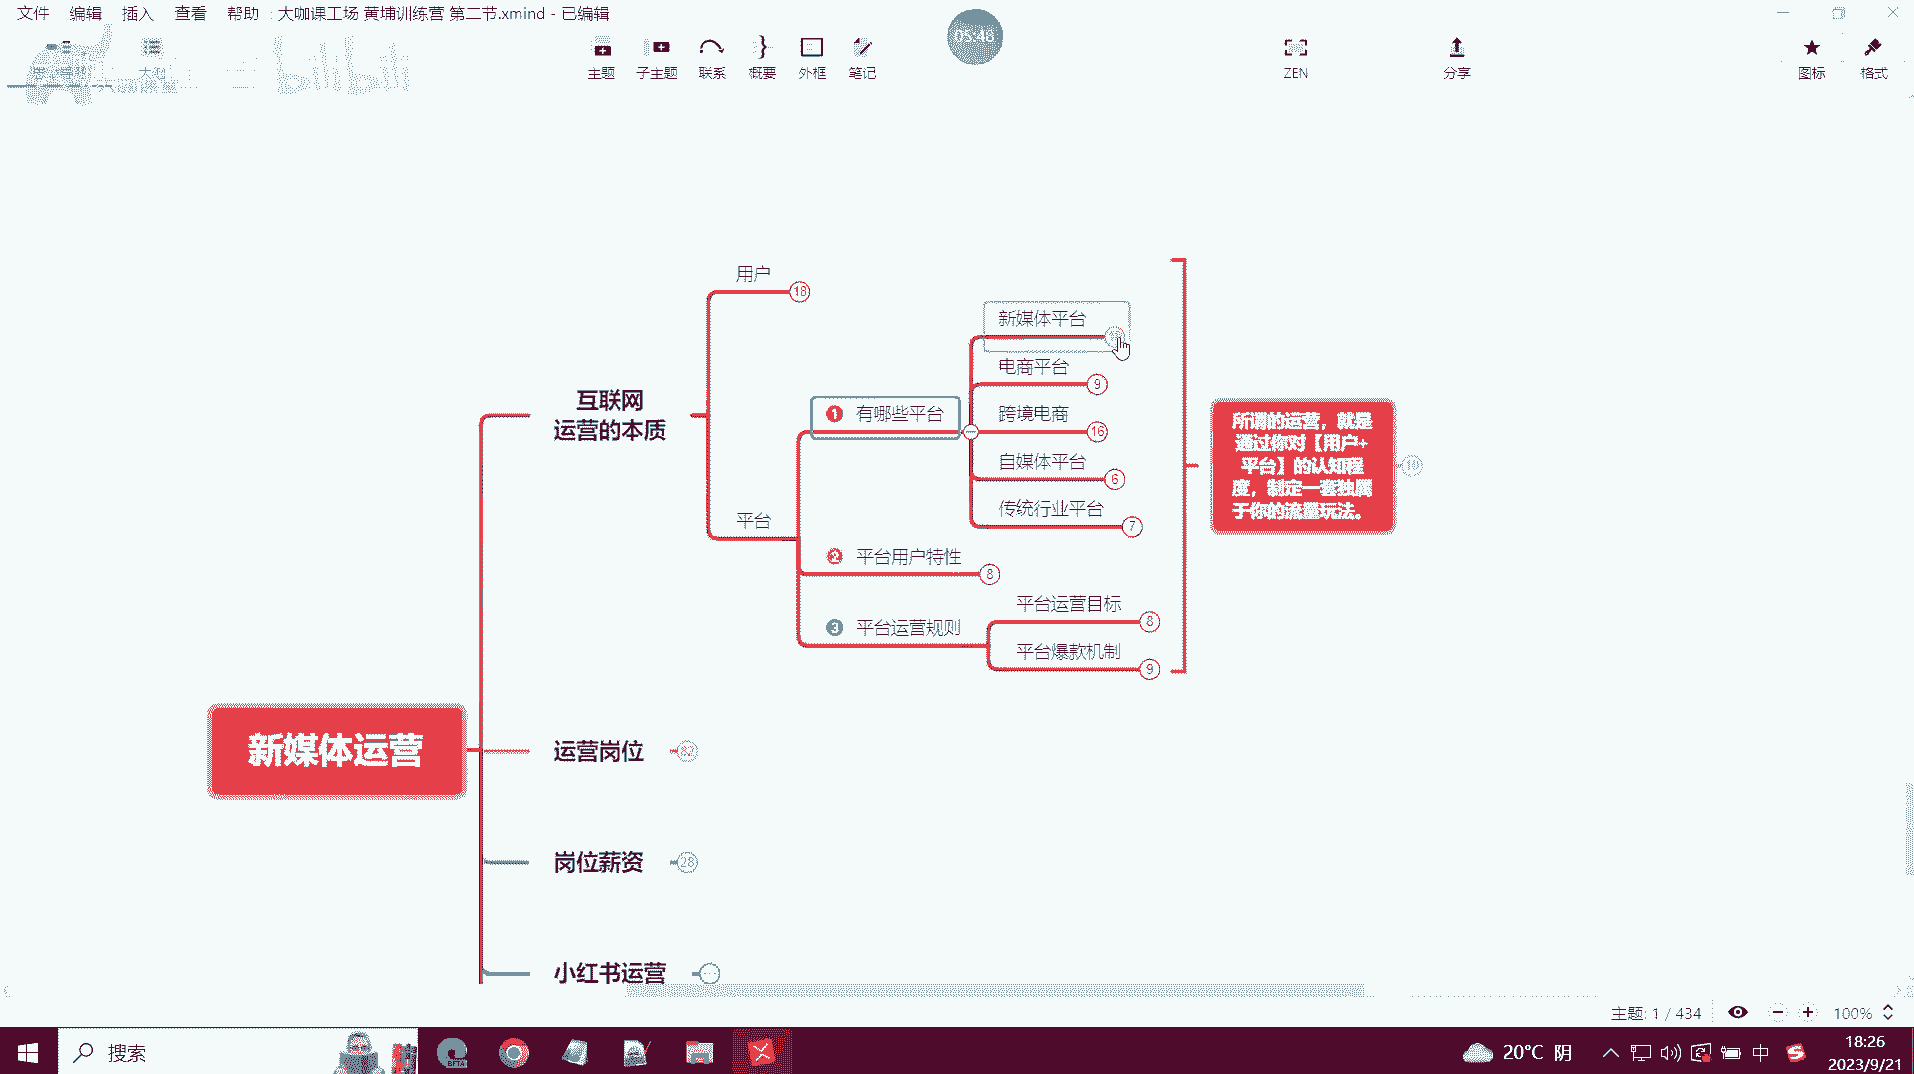 文件 编辑 插入 查看 帮助 大咖课工场 黄埔训练营 第二节.xmind - 已编辑
05:48
主题 子主题 联系 概要 外框 笔记 ZEN 分享 图标 格式
bilibili
用户 18
新媒体平台
电商平台 9
互联网
运营的本质
1 有哪些平台
跨境电商 16
自媒体平台 6
传统行业平台 7
平台
2 平台用户特性 8
3 平台运营规则
平台运营目标 8
平台爆款机制 9
所谓的运营，就是
通过你对【用户+
平台】的认知程
度，制定一套独属
于你的流量玩法。
10
新媒体运营
运营岗位 82
岗位薪资 28
小红书运营
主题: 1 / 434 100%
搜索
BETA
20°C 阴
中
18:26
2023/9/21